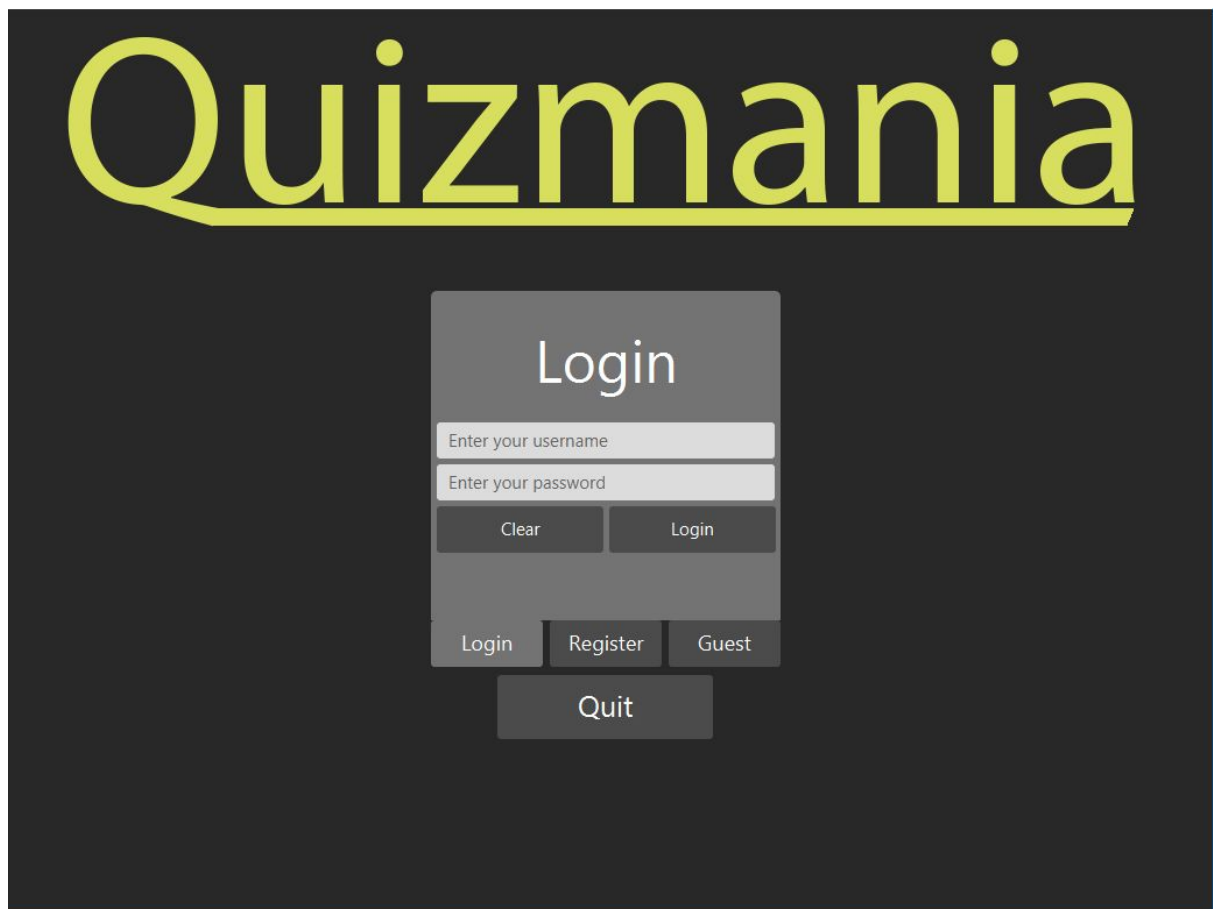 Quizmania
Login
Enter your username
Enter your password
Clear Login
Login Register Guest
Quit